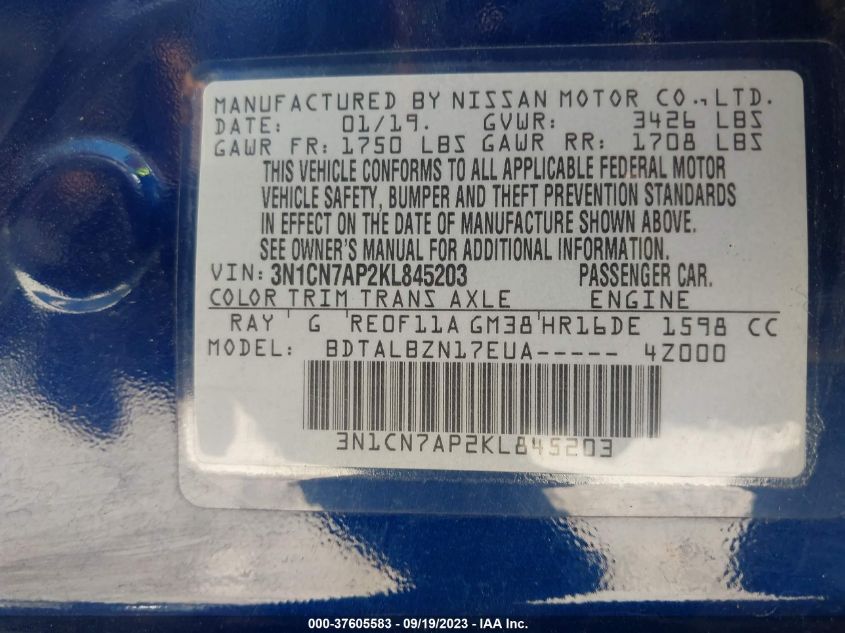 MANUFACTURED BY NISSAN MOTOR CO.,LTD.
DATE: 01/19. GVWR: 3426 LBS
GAWR FR: 1750 LBS GAWR RR: 1708 LBS
THIS VEHICLE CONFORMS TO ALL APPLICABLE FEDERAL MOTOR
VEHICLE SAFETY, BUMPER AND THEFT PREVENTION STANDARDS
IN EFFECT ON THE DATE OF MANUFACTURE SHOWN ABOVE.
SEE OWNER'S MANUAL FOR ADDITIONAL INFORMATION.
VIN: 3N1CN7AP2KL845203 PASSENGER CAR.
COLOR TRIM TRANS AXLE ENGINE
RAY G RE0F11A GM38 HR16DE 1598 CC
MODEL: BDTALBZN17EUA----- 4Z000
3N1CN7AP2KL845203
000-37605583 - 09/19/2023 - IAA Inc.